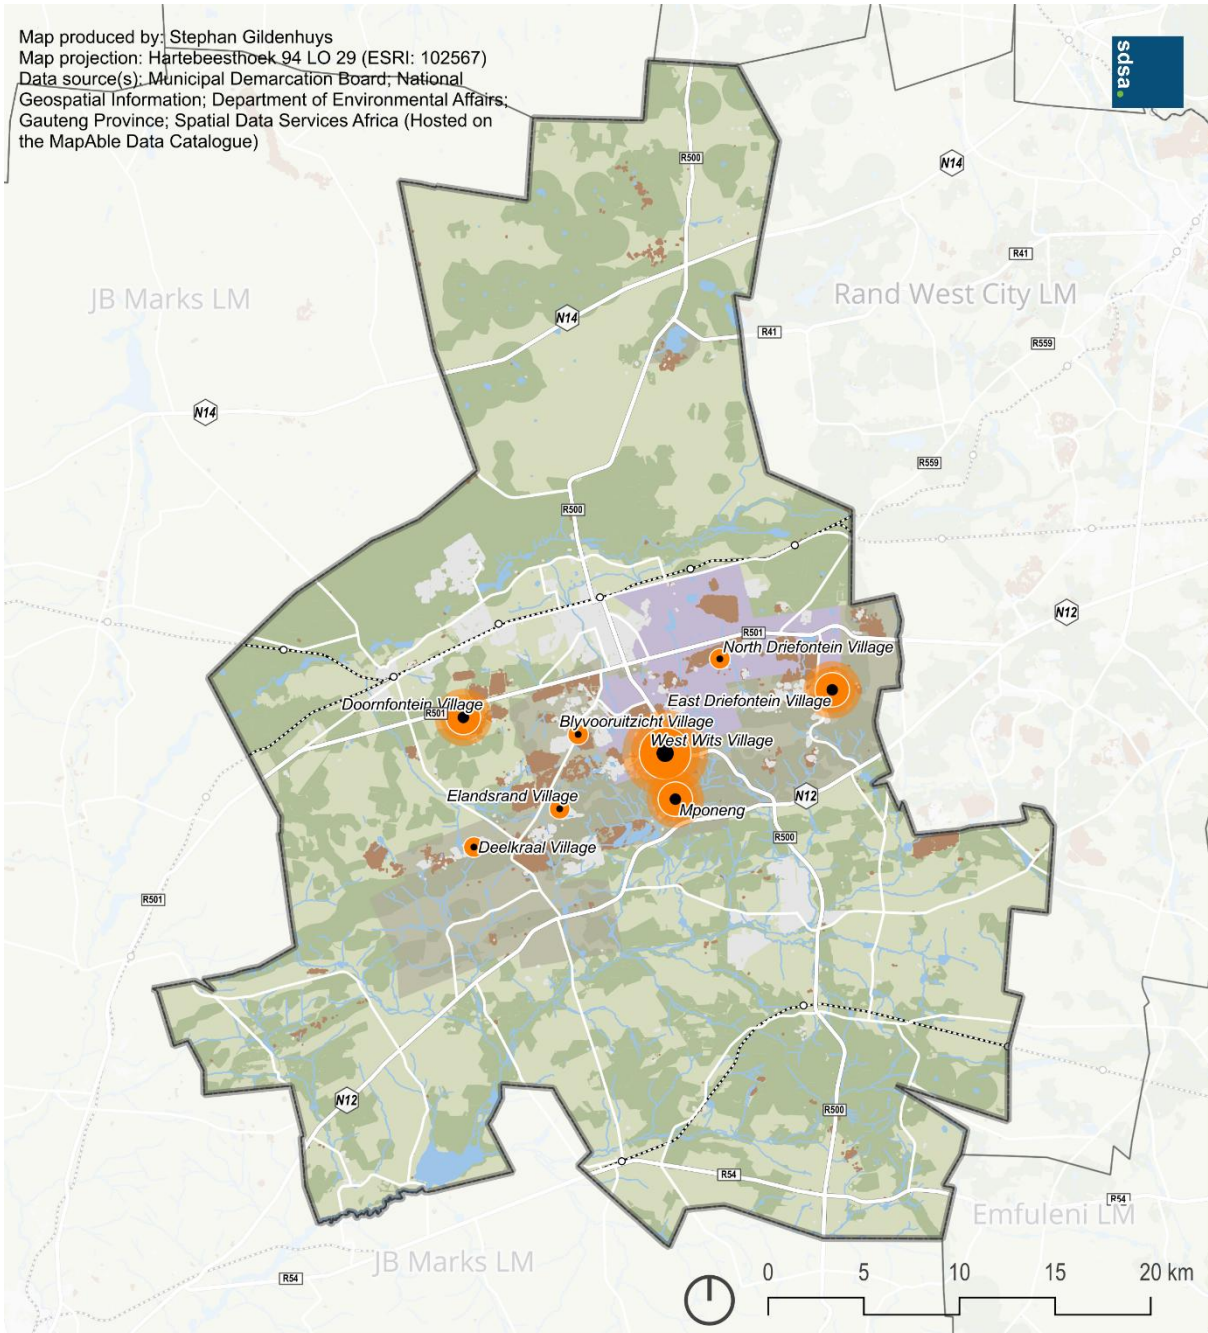 Map produced by: Stephan Gildenhuys
Map projection: Hartebeesthoek 94 LO 29 (ESRI: 102567)
Data source(s): Municipal Demarcation Board; National
Geospatial Information; Department of Environmental Affairs;
Gauteng Province; Spatial Data Services Africa (Hosted on
the MapAble Data Catalogue)
sdsa.
R500
N14
R41
JB Marks LM
Rand West City LM
N14
R41
R559
N14
R559
R500
N12
R501
North Driefontein Village
East Driefontein Village
Doornfontein Village
R501
Blyvooruitzicht Village
West Wits Village
Elandsrand Village
N12
Mponeng
R500
Deelkraal Village
R501
N12
R500
R54
R54
Emfuleni LM
JB Marks LM
R54
0 5 10 15 20 km